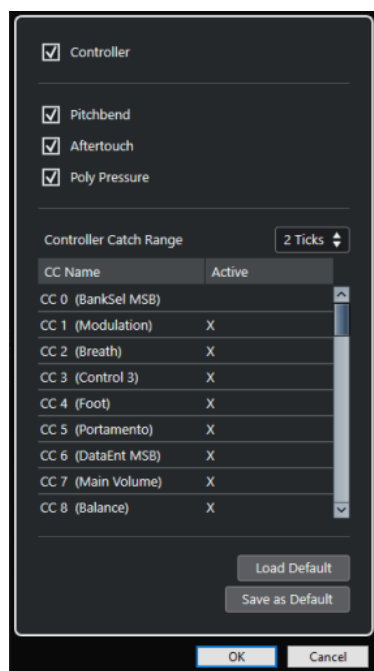 Controller
Pitchbend
Aftertouch
Poly Pressure
Controller Catch Range 2 Ticks
CC Name Active
CC 0 (BankSel MSB)
CC 1 (Modulation) X
CC 2 (Breath) X
CC 3 (Control 3) X
CC 4 (Foot) X
CC 5 (Portamento) X
CC 6 (DataEnt MSB) X
CC 7 (Main Volume) X
CC 8 (Balance) X
Load Default
Save as Default
OK Cancel